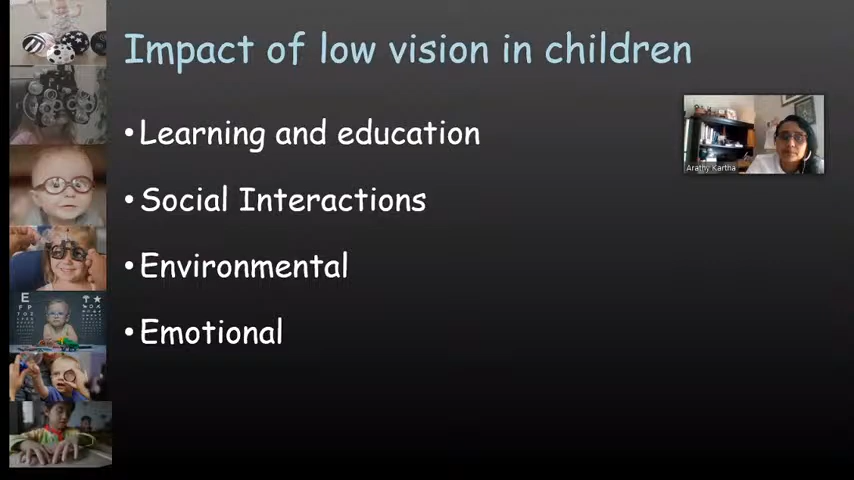 Impact of low vision in children
•Learning and education
•Social Interactions
•Environmental
•Emotional
Arathy Kartha
E